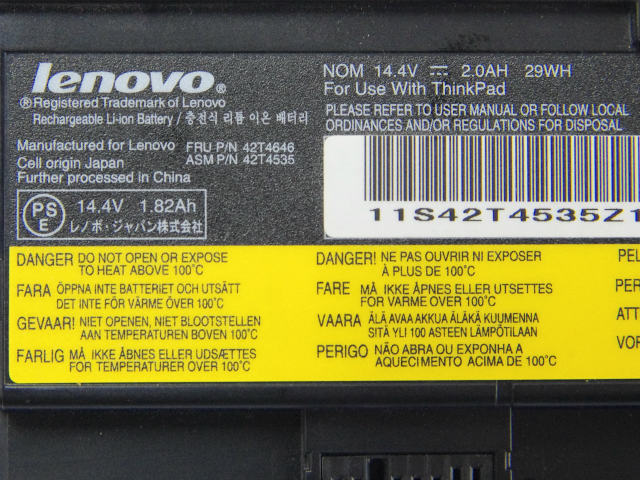 lenovo®
® Registered Trademark of Lenovo
Rechargeable Li-ion Battery / 충전식 리튬 이온 배터리
Manufactured for Lenovo
Cell origin Japan
Further processed in China
FRU P/N 42T4646
ASM P/N 42T4535
PSE
14.4V 1.82Ah
レノボ・ジャパン株式会社
NOM 14.4V ⎓ 2.0AH 29WH
For Use With ThinkPad
PLEASE REFER TO USER MANUAL OR FOLLOW LOCAL
ORDINANCES AND/OR REGULATIONS FOR DISPOSAL
11S42T4535Z1
DANGER DO NOT OPEN OR EXPOSE
TO HEAT ABOVE 100°C
FARA ÖPPNA INTE BATTERIET OCH UTSÄTT
DET INTE FÖR VÄRME ÖVER 100°C
GEVAAR! NIET OPENEN, NIET BLOOTSTELLEN
AAN TEMPERATUREN BOVEN 100°C
FARLIG MÅ IKKE ÅBNES ELLER UDSÆTTES
FOR TEMPERATURER OVER 100°C
DANGER! NE PAS OUVRIR NI EXPOSER
À PLUS DE 100°C
FARE MÅ IKKE ÅPNES ELLER UTSETTES
FOR VARME OVER 100°C
VAARA ÄLÄ AVAA AKKUA ÄLÄKÄ KUUMENNA
SITÄ YLI 100 ASTEEN LÄMPÖTILAAN
PERIGO NÃO ABRA OU EXPONHA A
AQUECIMENTO ACIMA DE 100°C
PEL
PER
ATT
VOR